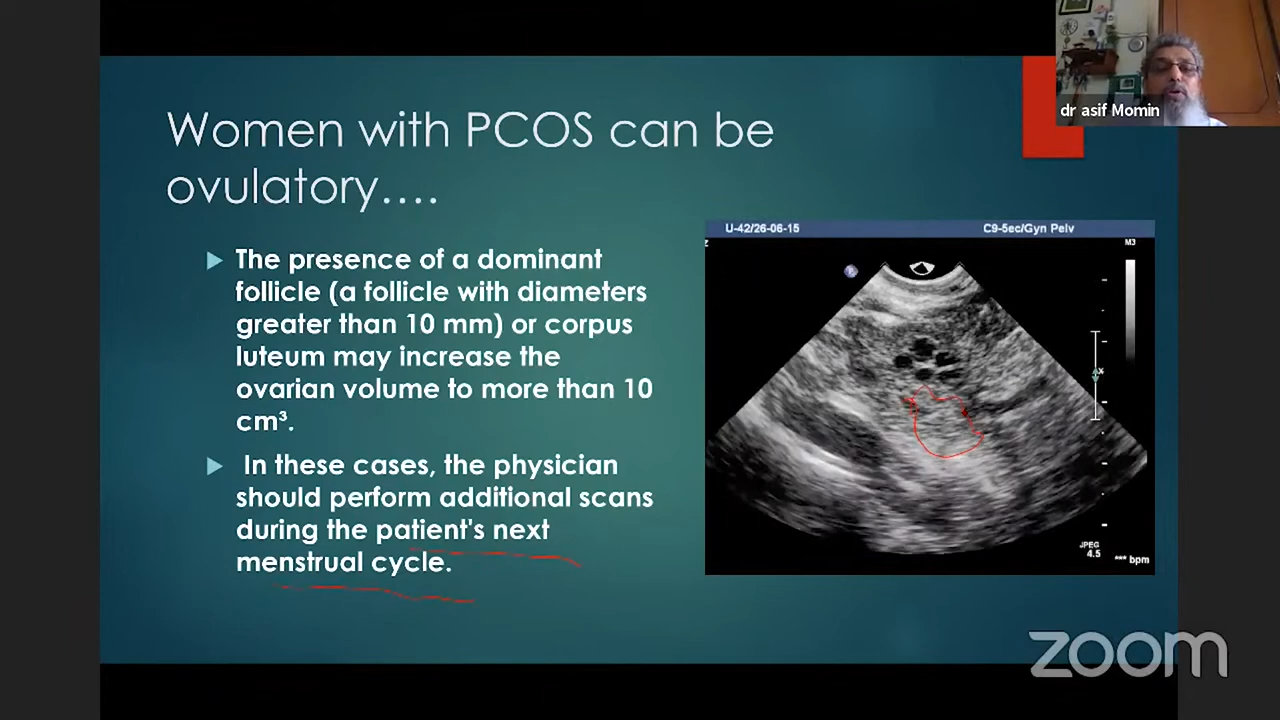 dr asif Momin
Women with PCOS can be
ovulatory....
The presence of a dominant
follicle (a follicle with diameters
greater than 10 mm) or corpus
luteum may increase the
ovarian volume to more than 10
cm³.
In these cases, the physician
should perform additional scans
during the patient's next
menstrual cycle.
U-42/26-06-15 C9-5ec/Gyn Pelv
M3
JPEG
4.5
*** bpm
zoom